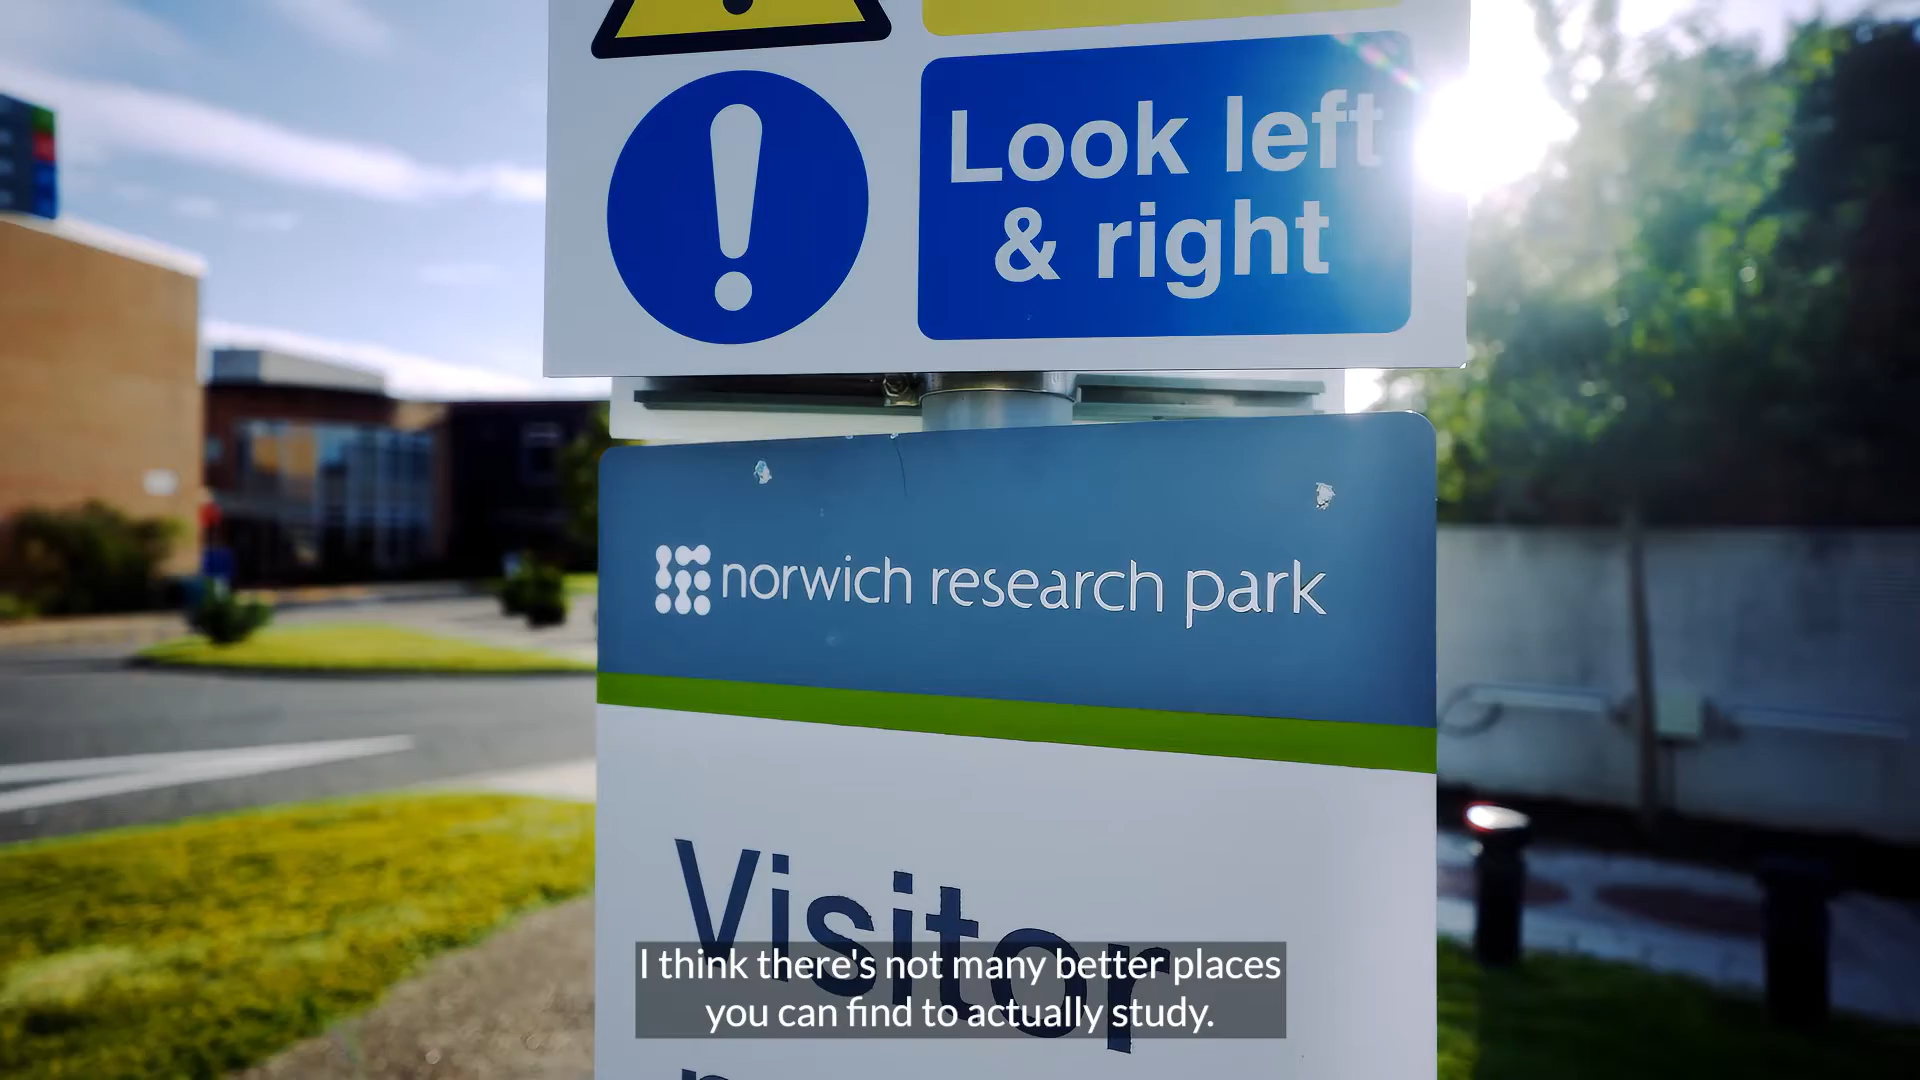 Look left
& right
norwich research park
Visitor
I think there's not many better places
you can find to actually study.